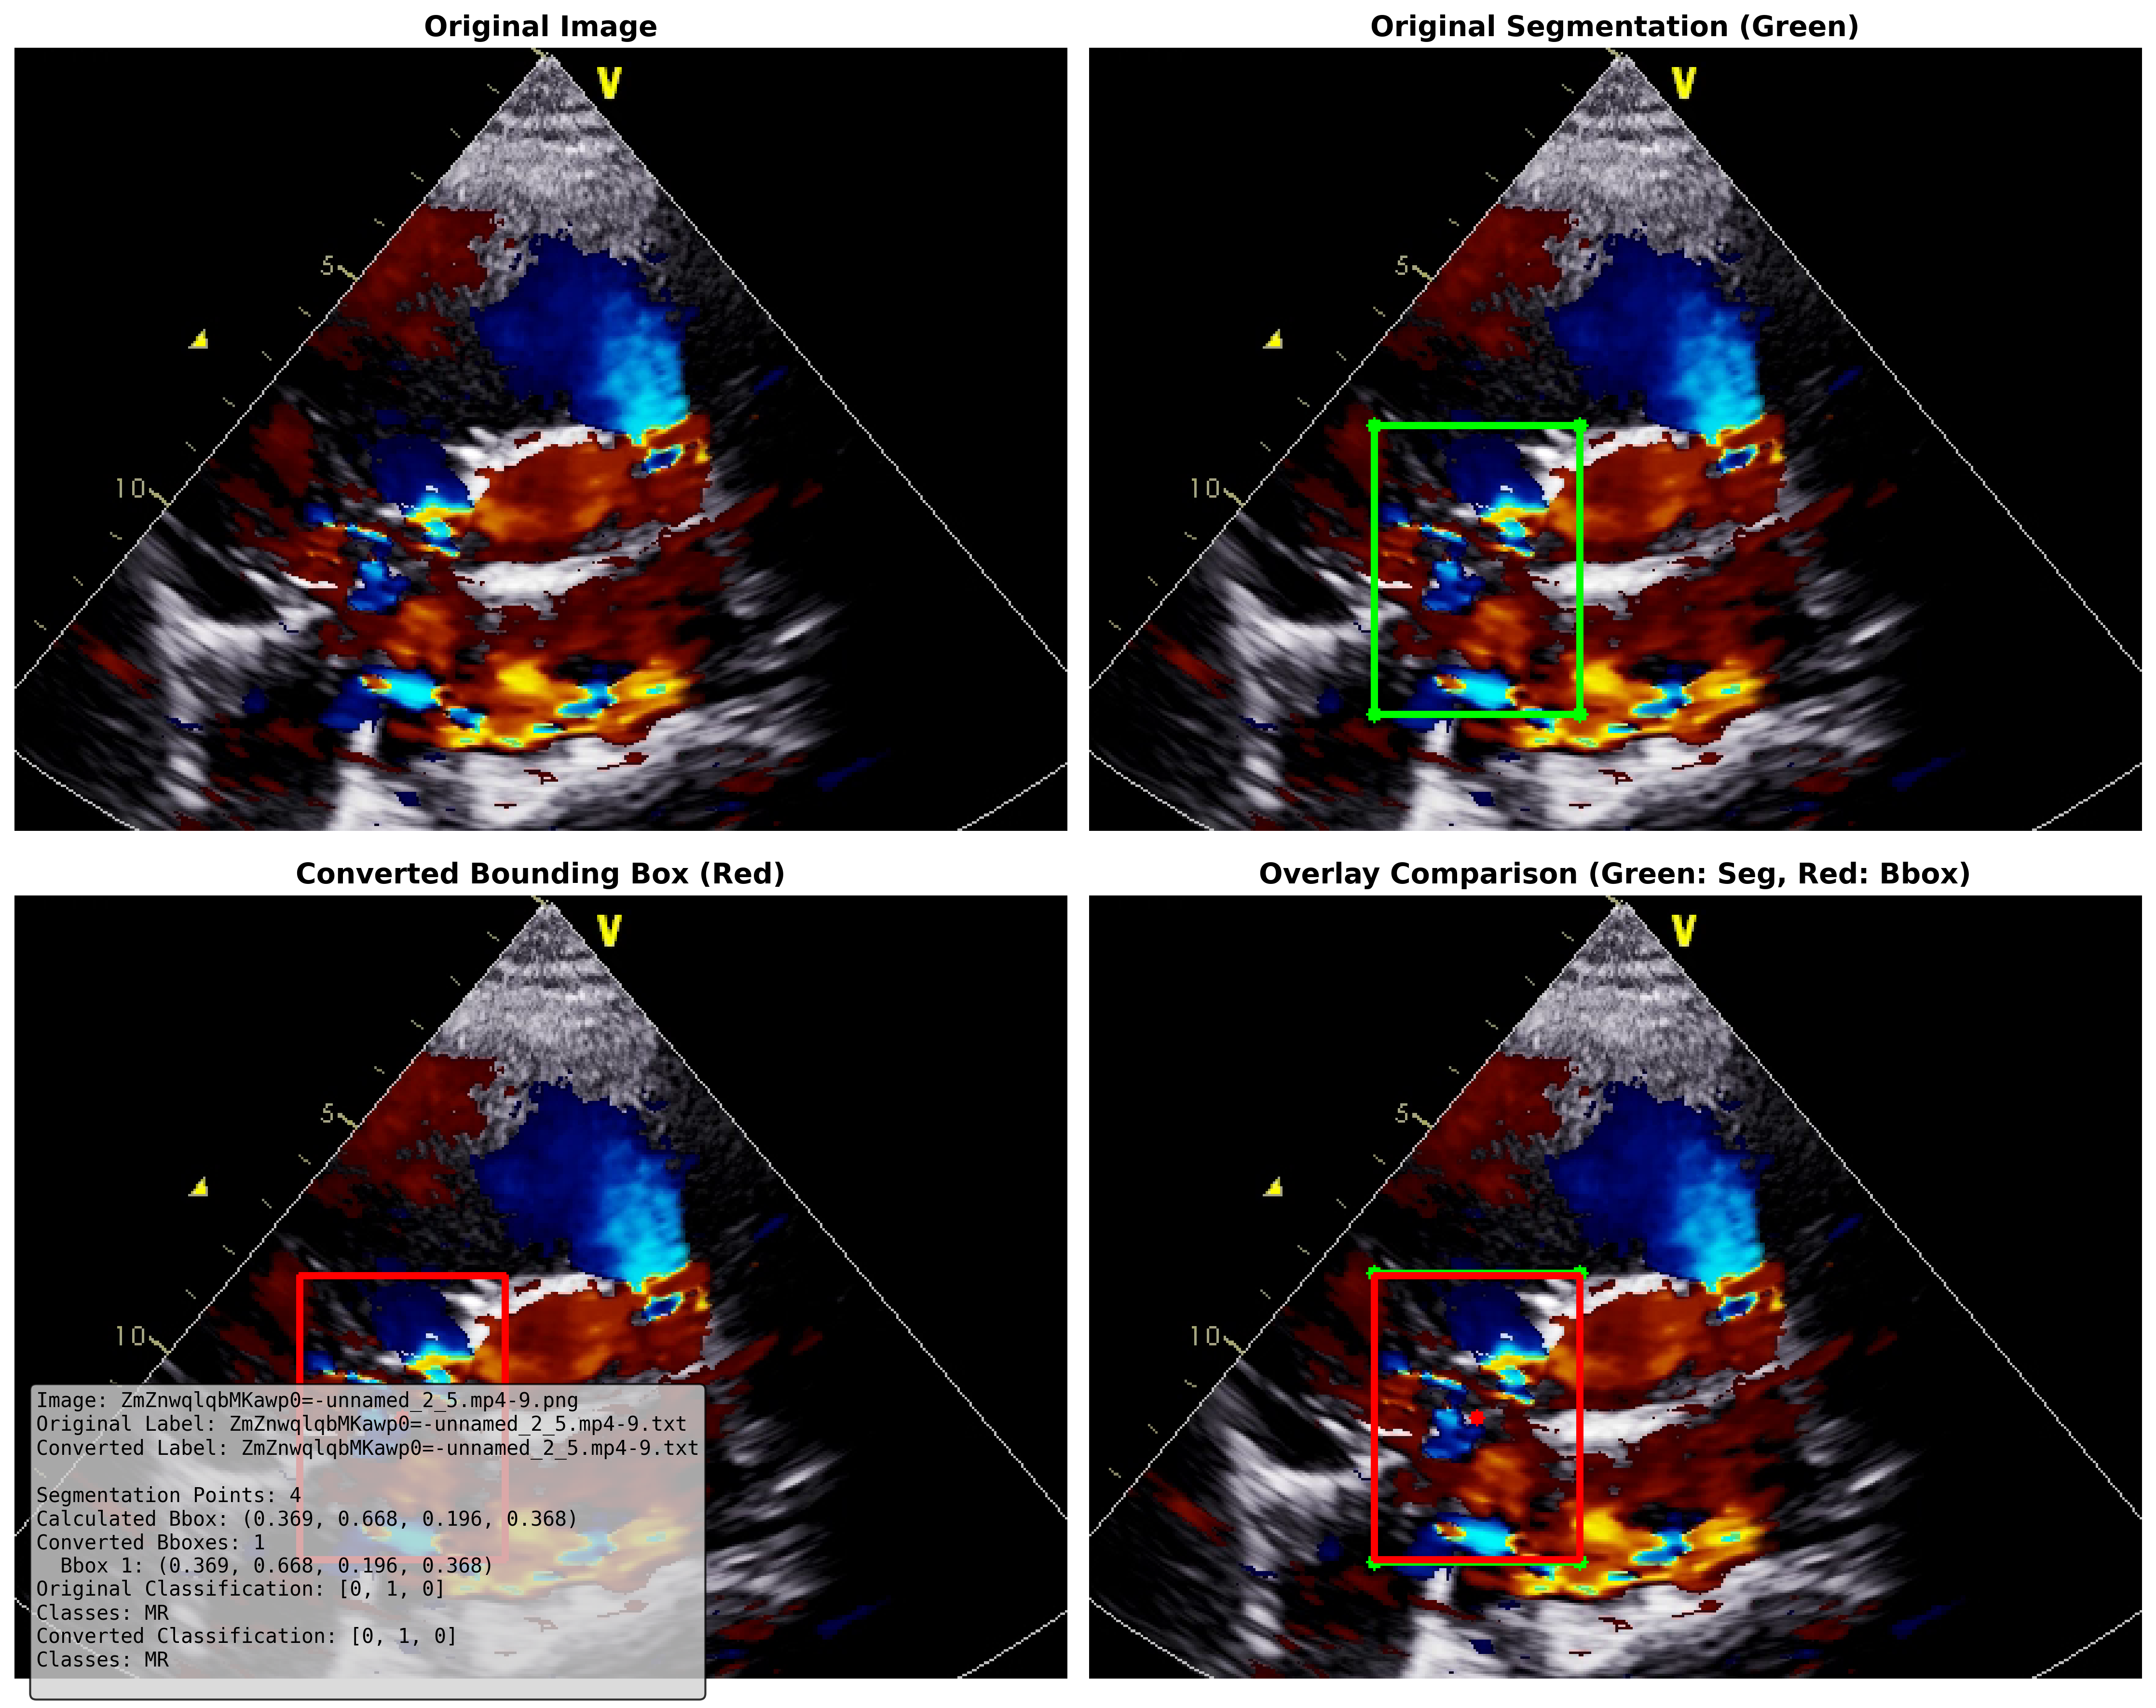 Original Image
Original Segmentation (Green)
V
5
10
V
5
10
Converted Bounding Box (Red)
Overlay Comparison (Green: Seg, Red: Bbox)
V
5
10
V
5
10
Image: ZmZnwqlqbMKawp0=-unnamed_2_5.mp4-9.png
Original Label: ZmZnwqlqbMKawp0=-unnamed_2_5.mp4-9.txt
Converted Label: ZmZnwqlqbMKawp0=-unnamed_2_5.mp4-9.txt
Segmentation Points: 4
Calculated Bbox: (0.369, 0.668, 0.196, 0.368)
Converted Bboxes: 1
Bbox 1: (0.369, 0.668, 0.196, 0.368)
Original Classification: [0, 1, 0]
Classes: MR
Converted Classification: [0, 1, 0]
Classes: MR